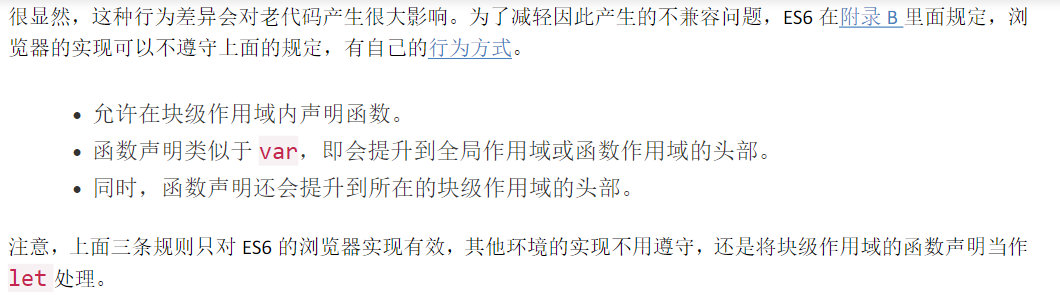 很显然，这种行为差异会对老代码产生很大影响。为了减轻因此产生的不兼容问题，ES6 在附录 B 里面规定，浏
览器的实现可以不遵守上面的规定，有自己的行为方式。
• 允许在块级作用域内声明函数。
• 函数声明类似于 var，即会提升到全局作用域或函数作用域的头部。
• 同时，函数声明还会提升到所在的块级作用域的头部。
注意，上面三条规则只对 ES6 的浏览器实现有效，其他环境的实现不用遵守，还是将块级作用域的函数声明当作
let 处理。